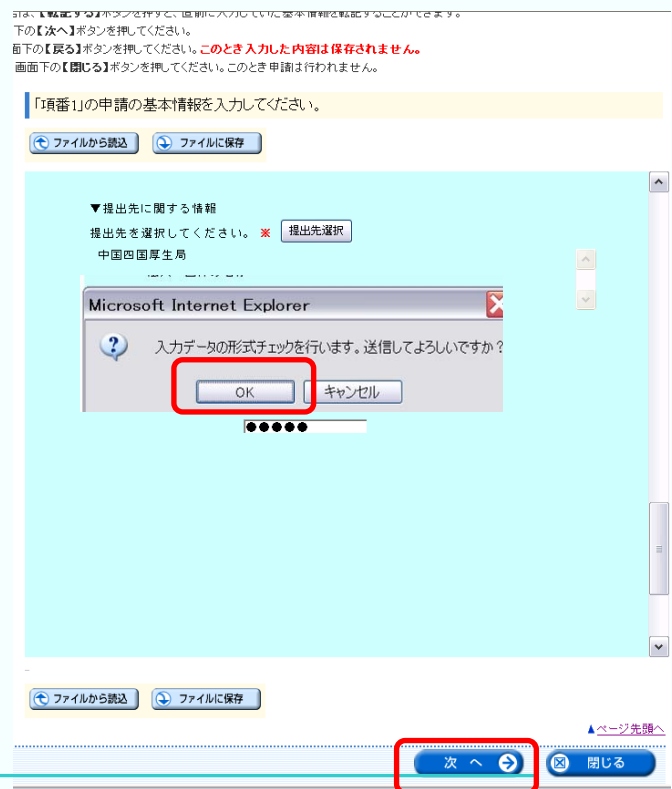 合は、【転記する】ボタンを押すと、直前に入力していた基本情報を転記することができます。
下の【次へ】ボタンを押してください。
面下の【戻る】ボタンを押してください。このとき入力した内容は保存されません。
画面下の【閉じる】ボタンを押してください。このとき申請は行われません。
「項番1」の申請の基本情報を入力してください。
ファイルから読込 ファイルに保存
▼提出先に関する情報
提出先を選択してください。 ※ 提出先選択
中国四国厚生局
Microsoft Internet Explorer
入力データの形式チェックを行います。送信してよろしいですか?
OK キャンセル
●●●●●
ファイルから読込 ファイルに保存
▲ページ先頭へ
次 へ 閉じる